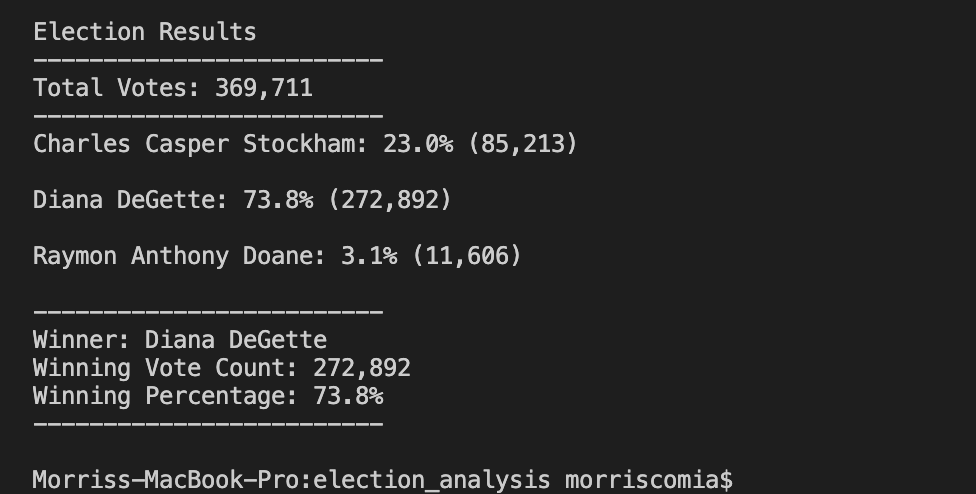 Election Results
-------------------------
Total Votes: 369,711
-------------------------
Charles Casper Stockham: 23.0% (85,213)
Diana DeGette: 73.8% (272,892)
Raymon Anthony Doane: 3.1% (11,606)
-------------------------
Winner: Diana DeGette
Winning Vote Count: 272,892
Winning Percentage: 73.8%
-------------------------
Morriss-MacBook-Pro:election_analysis morriscomia$